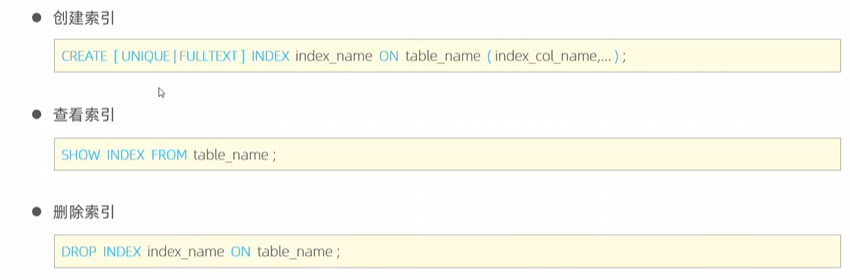 创建索引
CREATE [ UNIQUE | FULLTEXT ] INDEX index_name ON table_name ( index_col_name,... ) ;
查看索引
SHOW INDEX FROM table_name ;
删除索引
DROP INDEX index_name ON table_name ;